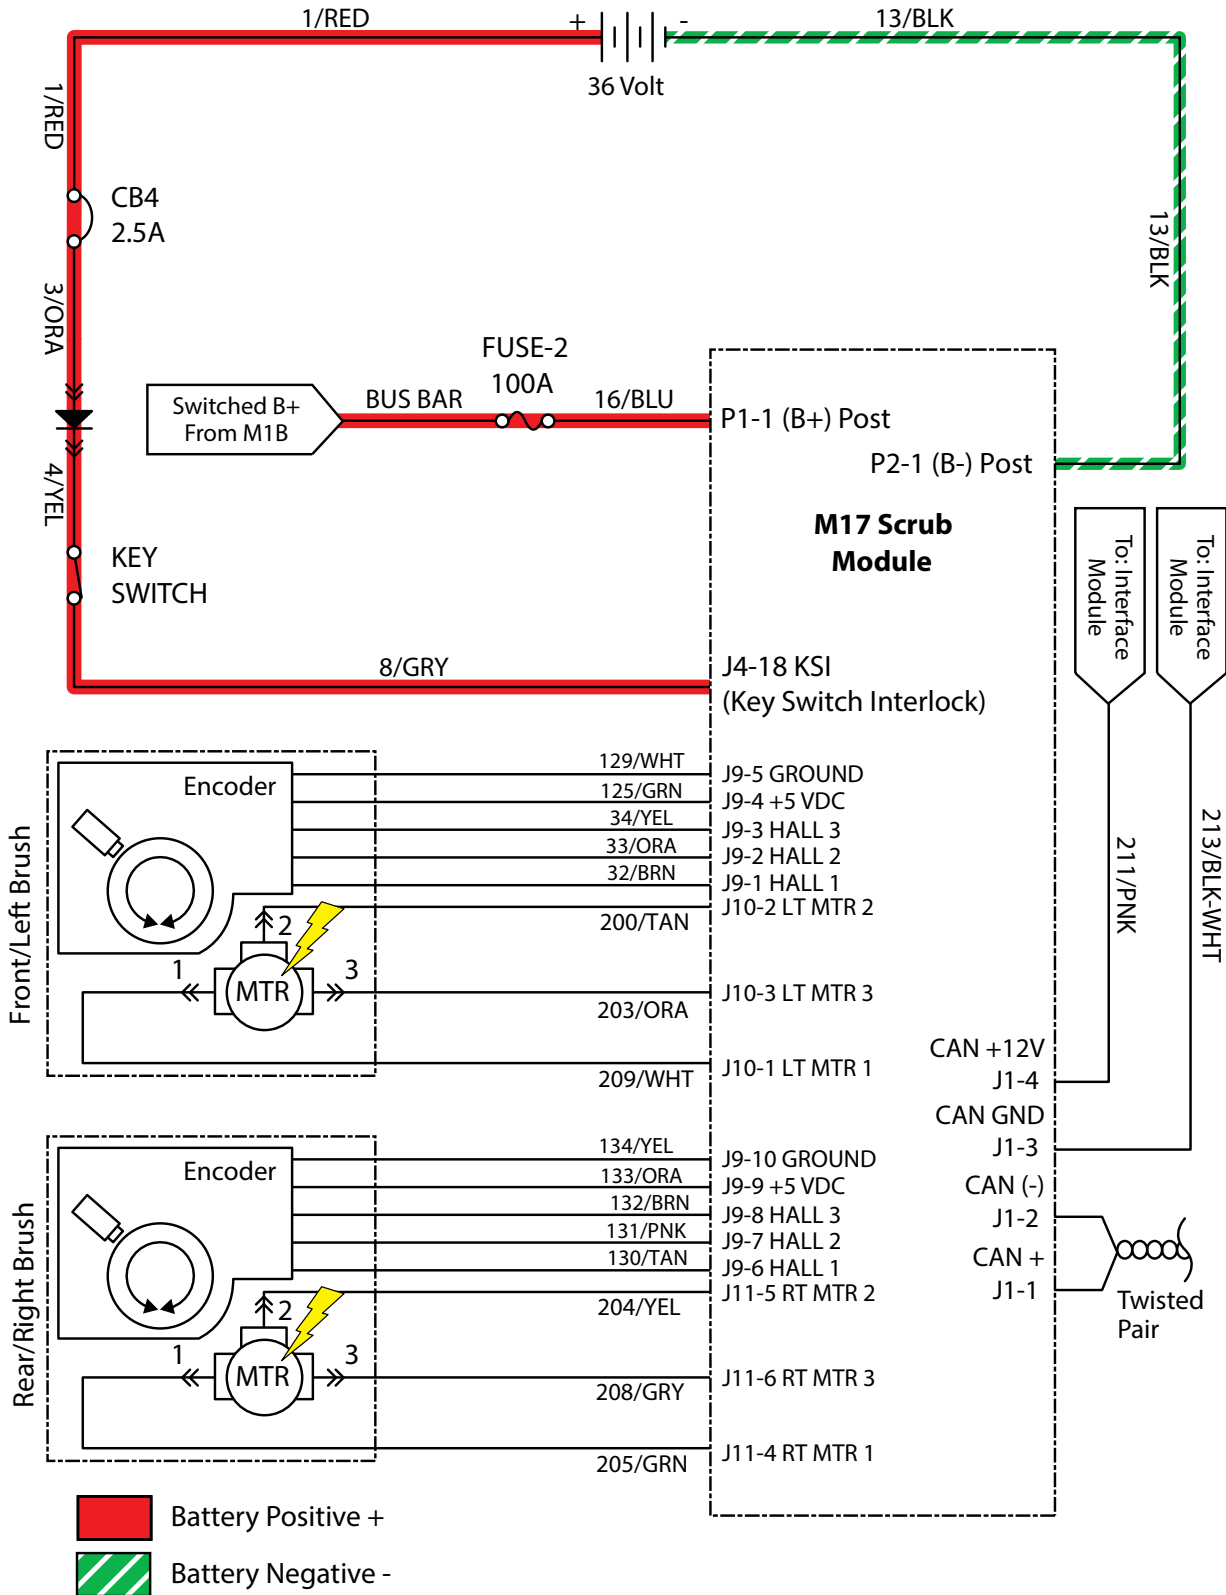 1/RED
+
-
13/BLK
36 Volt
1/RED
CB4
2.5A
13/BLK
3/ORA
FUSE-2
100A
Switched B+
From M1B
BUS BAR
16/BLU
P1-1 (B+) Post
P2-1 (B-) Post
4/YEL
M17 Scrub
Module
To: Interface
Module
To: Interface
Module
KEY
SWITCH
8/GRY
J4-18 KSI
(Key Switch Interlock)
Front/Left Brush
Encoder
129/WHT
J9-5 GROUND
125/GRN
J9-4 +5 VDC
34/YEL
J9-3 HALL 3
33/ORA
J9-2 HALL 2
32/BRN
J9-1 HALL 1
J10-2 LT MTR 2
200/TAN
2
1
MTR
3
J10-3 LT MTR 3
203/ORA
J10-1 LT MTR 1
209/WHT
211/PNK
213/BLK-WHT
CAN +12V
J1-4
CAN GND
J1-3
CAN (-)
J1-2
CAN +
J1-1
Twisted
Pair
Rear/Right Brush
Encoder
134/YEL
J9-10 GROUND
133/ORA
J9-9 +5 VDC
132/BRN
J9-8 HALL 3
131/PNK
J9-7 HALL 2
130/TAN
J9-6 HALL 1
J11-5 RT MTR 2
204/YEL
2
1
MTR
3
J11-6 RT MTR 3
208/GRY
J11-4 RT MTR 1
205/GRN
Battery Positive +
Battery Negative -